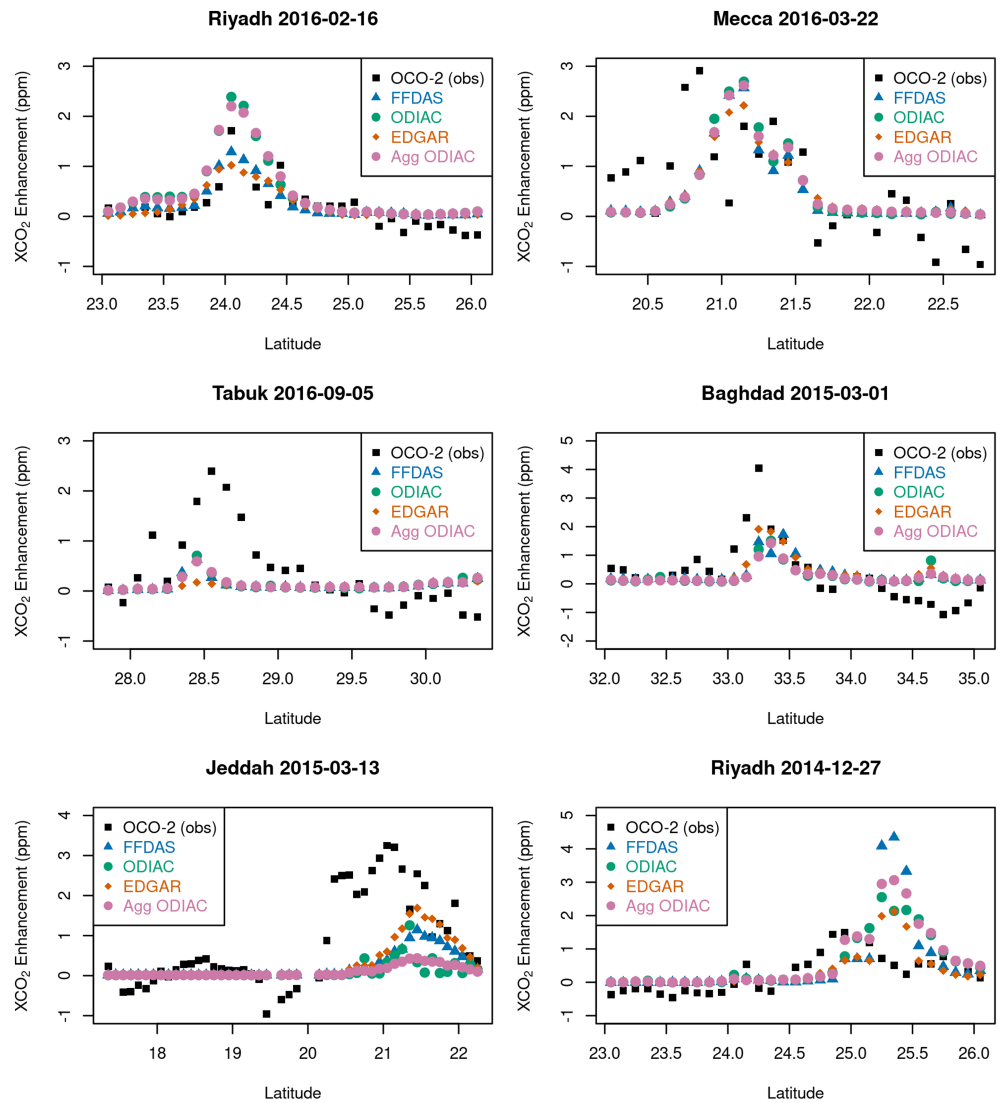 Riyadh 2016-02-16
XCO2 Enhancement (ppm)
3
2
1
0
-1
OCO-2 (obs)
FFDAS
ODIAC
EDGAR
Agg ODIAC
23.0 23.5 24.0 24.5 25.0 25.5 26.0
Latitude
Mecca 2016-03-22
XCO2 Enhancement (ppm)
3
2
1
0
-1
OCO-2 (obs)
FFDAS
ODIAC
EDGAR
Agg ODIAC
20.5 21.0 21.5 22.0 22.5
Latitude
Tabuk 2016-09-05
XCO2 Enhancement (ppm)
3
2
1
0
-1
OCO-2 (obs)
FFDAS
ODIAC
EDGAR
Agg ODIAC
28.0 28.5 29.0 29.5 30.0
Latitude
Baghdad 2015-03-01
XCO2 Enhancement (ppm)
5
4
3
2
1
0
-1
-2
OCO-2 (obs)
FFDAS
ODIAC
EDGAR
Agg ODIAC
32.0 32.5 33.0 33.5 34.0 34.5 35.0
Latitude
Jeddah 2015-03-13
XCO2 Enhancement (ppm)
4
3
2
1
0
-1
OCO-2 (obs)
FFDAS
ODIAC
EDGAR
Agg ODIAC
18 19 20 21 22
Latitude
Riyadh 2014-12-27
XCO2 Enhancement (ppm)
5
4
3
2
1
0
-1
OCO-2 (obs)
FFDAS
ODIAC
EDGAR
Agg ODIAC
23.0 23.5 24.0 24.5 25.0 25.5 26.0
Latitude